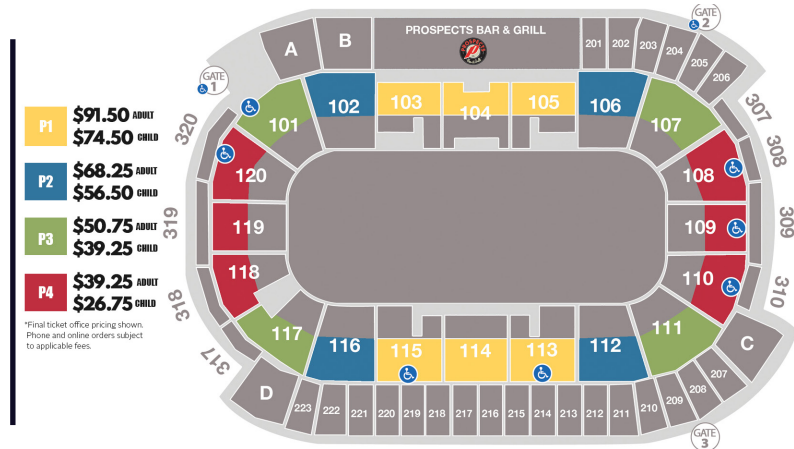 PROSPECTS BAR & GRILL
PROSPECTS
A
B
201
202
203
204
205
206
GATE
1
GATE
2
P1
$91.50 ADULT
$74.50 CHILD
P2
$68.25 ADULT
$56.50 CHILD
P3
$50.75 ADULT
$39.25 CHILD
P4
$39.25 ADULT
$26.75 CHILD
*Final ticket office pricing shown.
Phone and online orders subject
to applicable fees.
320
319
318
317
307
308
309
310
101
102
103
104
105
106
107
108
109
110
111
112
113
114
115
116
117
118
119
120
C
D
223
222
221
220
219
218
217
216
215
214
213
212
211
210
209
208
207
GATE
3